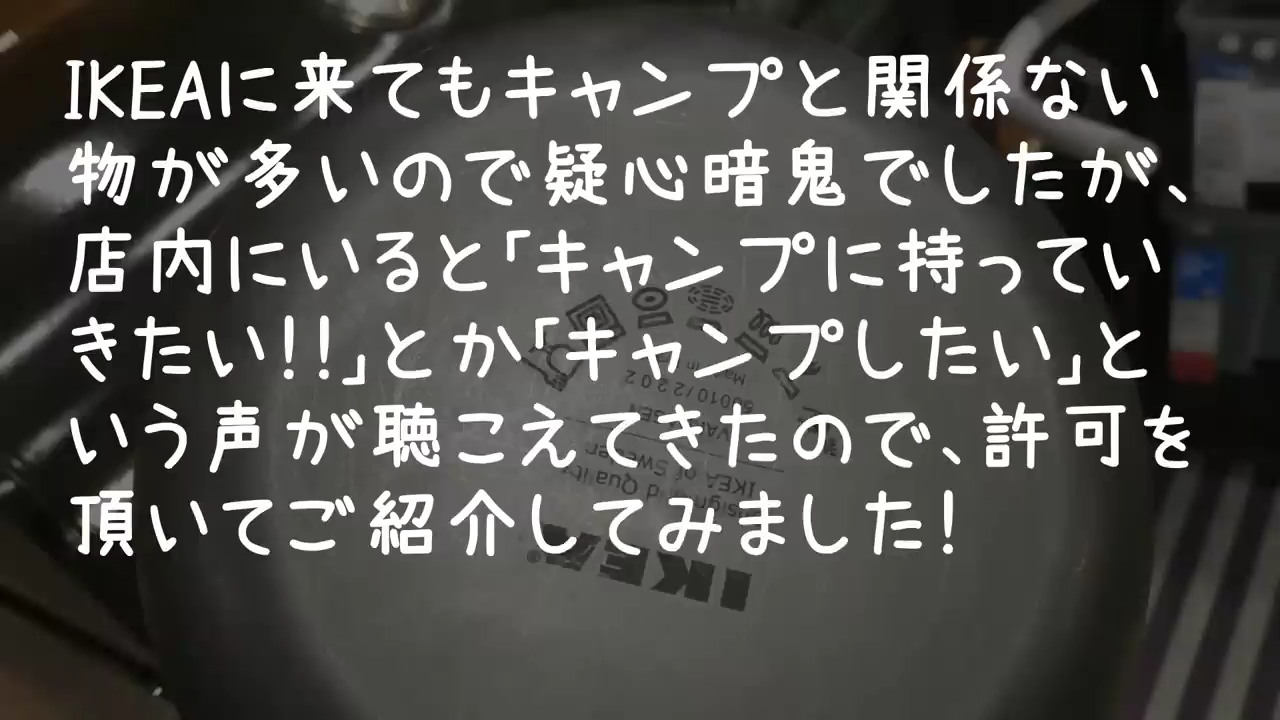 IKEAに来てもキャンプと関係ない
物が多いので疑心暗鬼でしたが、
店内にいると「キャンプに持ってい
きたい!!」とか「キャンプしたい」と
いう声が聴こえてきたので、許可を
頂いてご紹介してみました!
IKEA
Quality
IKEA of Sweden